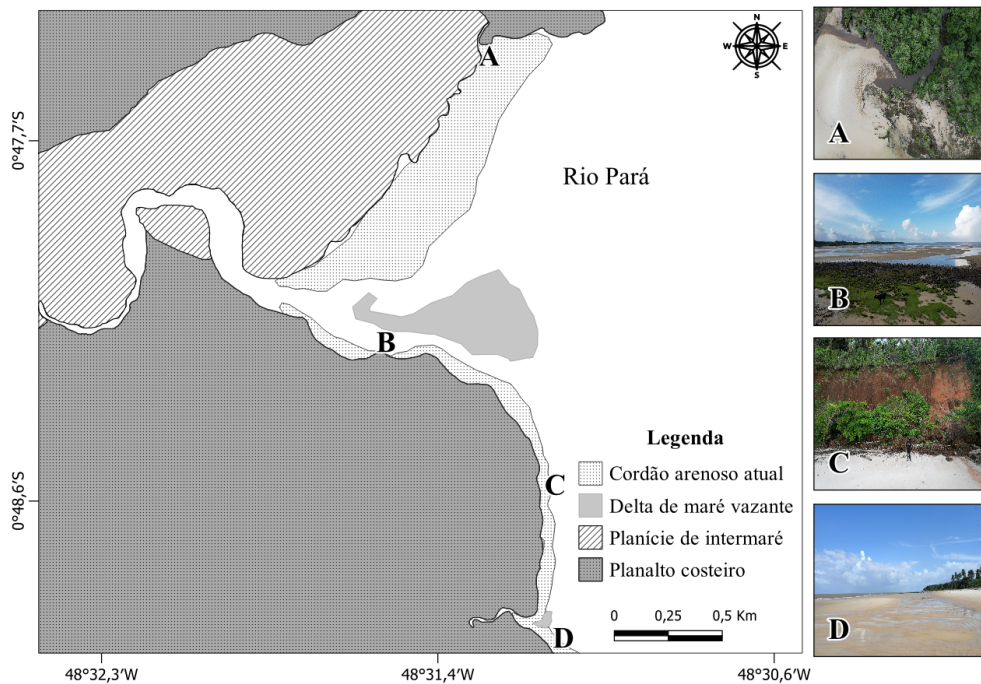 N
W
E
S
A
A
0°47,7'S
Rio Pará
B
B
Legenda
Cordão arenoso atual
C
C
Delta de maré vazante
0°48,6'S
Planície de intermaré
Planalto costeiro
0 0,25 0,5 Km
D
D
48°32,3'W 48°31,4'W 48°30,6'W